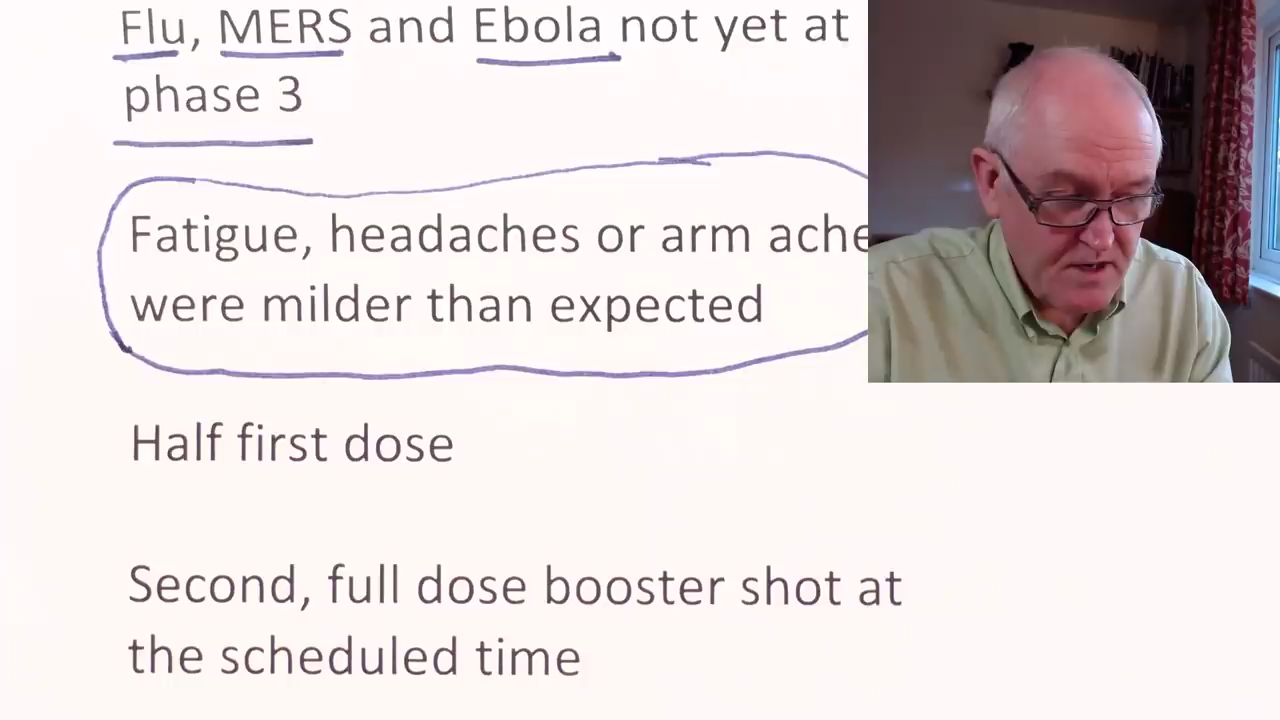 Flu, MERS and Ebola not yet at
phase 3
Fatigue, headaches or arm ache
were milder than expected
Half first dose
Second, full dose booster shot at
the scheduled time